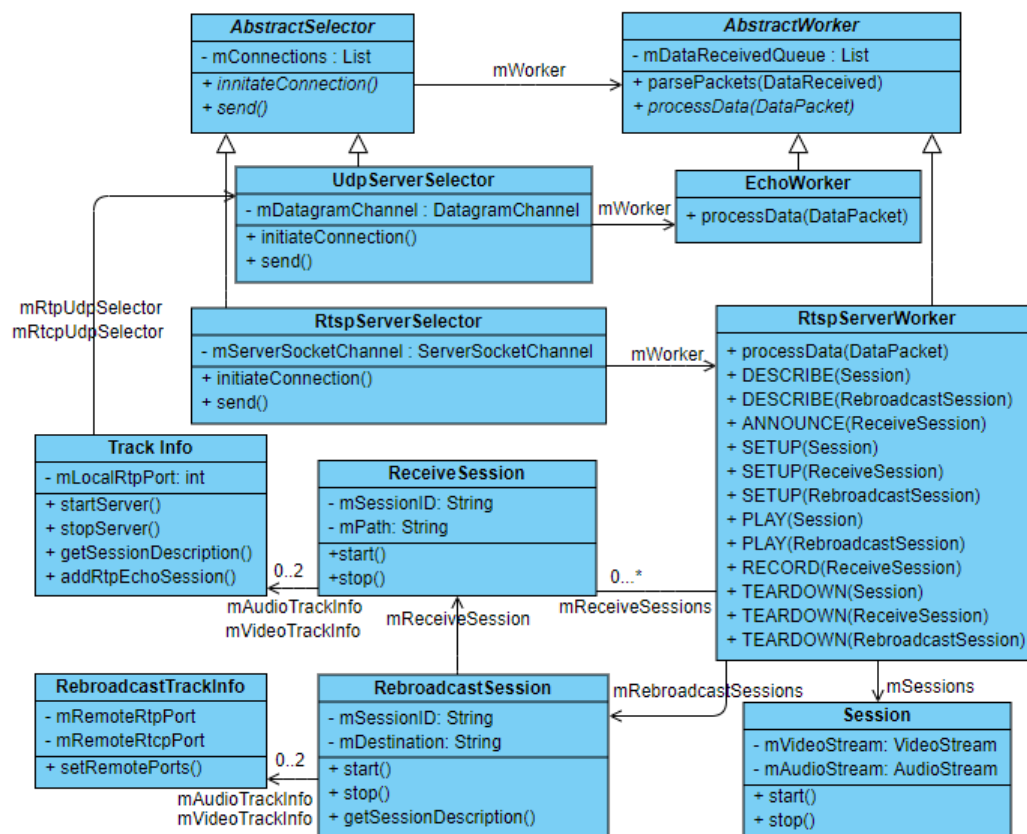 AbstractSelector
- mConnections : List
+ innitateConnection()
+ send()
mWorker
AbstractWorker
- mDataReceivedQueue : List
+ parsePackets(DataReceived)
+ processData(DataPacket)
UdpServerSelector
- mDatagramChannel : DatagramChannel
+ initiateConnection()
+ send()
mWorker
EchoWorker
+ processData(DataPacket)
mRtpUdpSelector
mRtcpUdpSelector
RtspServerSelector
- mServerSocketChannel : ServerSocketChannel
+ initiateConnection()
+ send()
mWorker
RtspServerWorker
+ processData(DataPacket)
+ DESCRIBE(Session)
+ DESCRIBE(RebroadcastSession)
+ ANNOUNCE(ReceiveSession)
+ SETUP(Session)
+ SETUP(ReceiveSession)
+ SETUP(RebroadcastSession)
+ PLAY(Session)
+ PLAY(RebroadcastSession)
+ RECORD(ReceiveSession)
+ TEARDOWN(Session)
+ TEARDOWN(ReceiveSession)
+ TEARDOWN(RebroadcastSession)
Track Info
- mLocalRtpPort: int
+ startServer()
+ stopServer()
+ getSessionDescription()
+ addRtpEchoSession()
0..2
mAudioTrackInfo
mVideoTrackInfo
ReceiveSession
- mSessionID: String
- mPath: String
+start()
+stop()
0...*
mReceiveSessions
mReceiveSession
RebroadcastTrackInfo
- mRemoteRtpPort
- mRemoteRtcpPort
+ setRemotePorts()
0..2
mAudioTrackInfo
mVideoTrackInfo
RebroadcastSession
- mSessionID: String
- mDestination: String
+ start()
+ stop()
+ getSessionDescription()
mRebroadcastSessions
mSessions
Session
- mVideoStream: VideoStream
- mAudioStream: AudioStream
+ start()
+ stop()